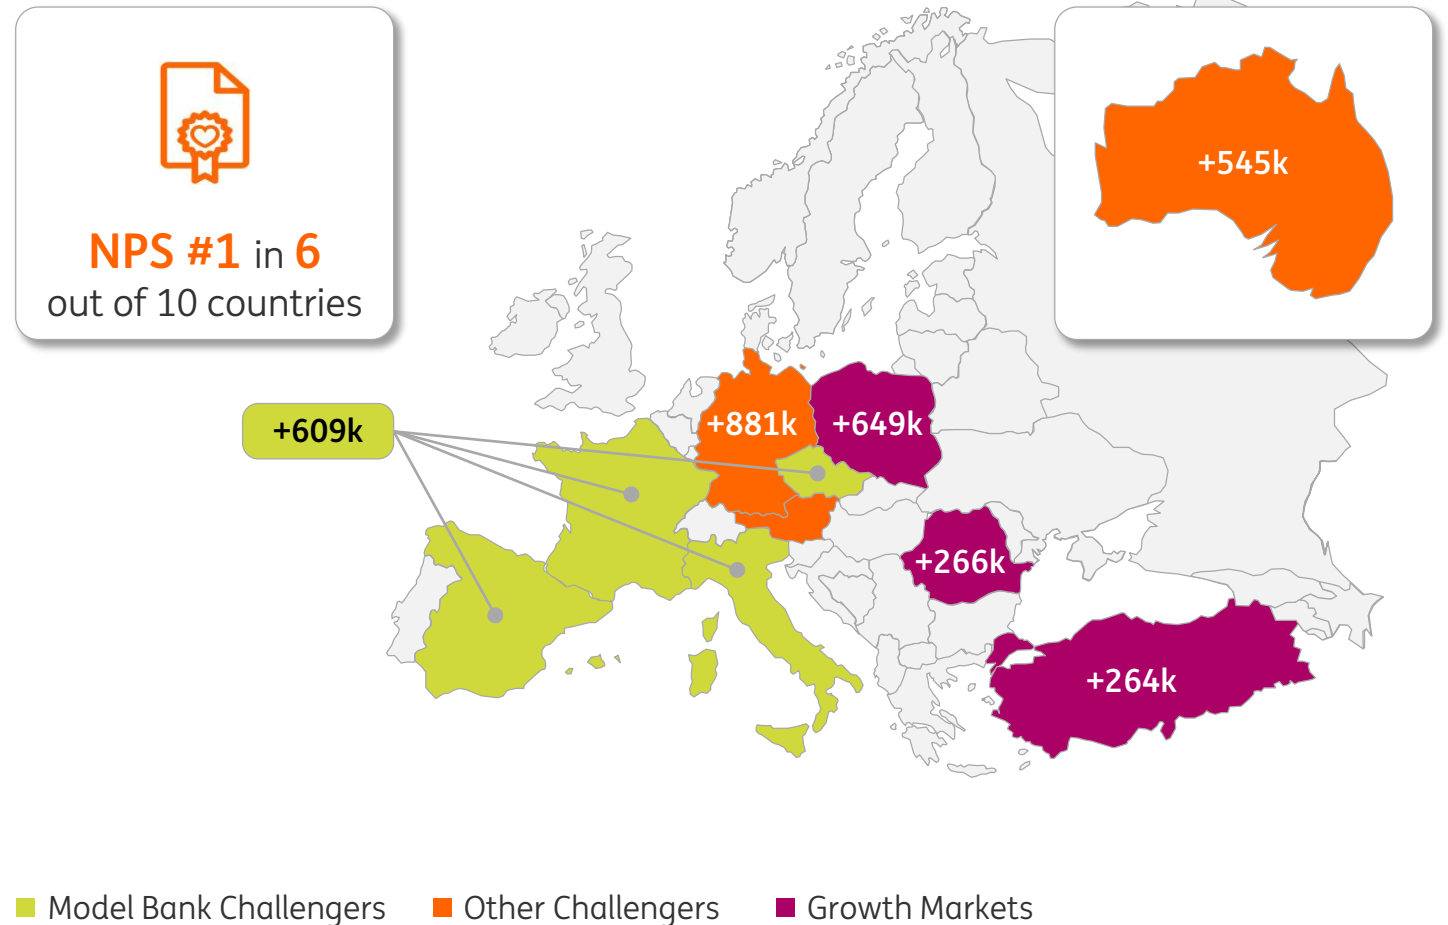 NPS #1 in 6
out of 10 countries
+545k
+609k
+881k
+649k
+266k
+264k
Model Bank Challengers
Other Challengers
Growth Markets